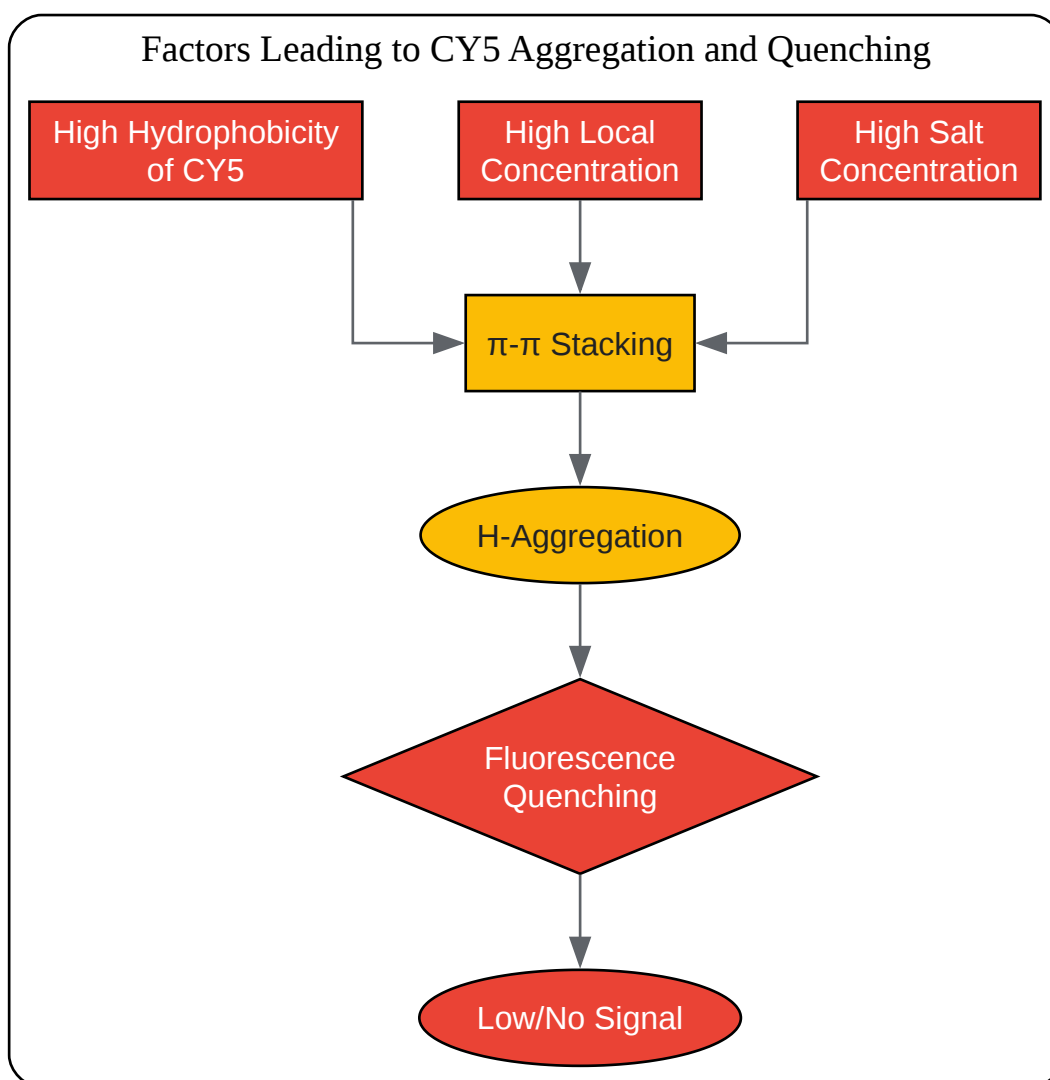 Factors Leading to CY5 Aggregation and Quenching
High Hydrophobicity
of CY5
High Local
Concentration
High Salt
Concentration
π-π Stacking
H-Aggregation
Fluorescence
Quenching
Low/No Signal